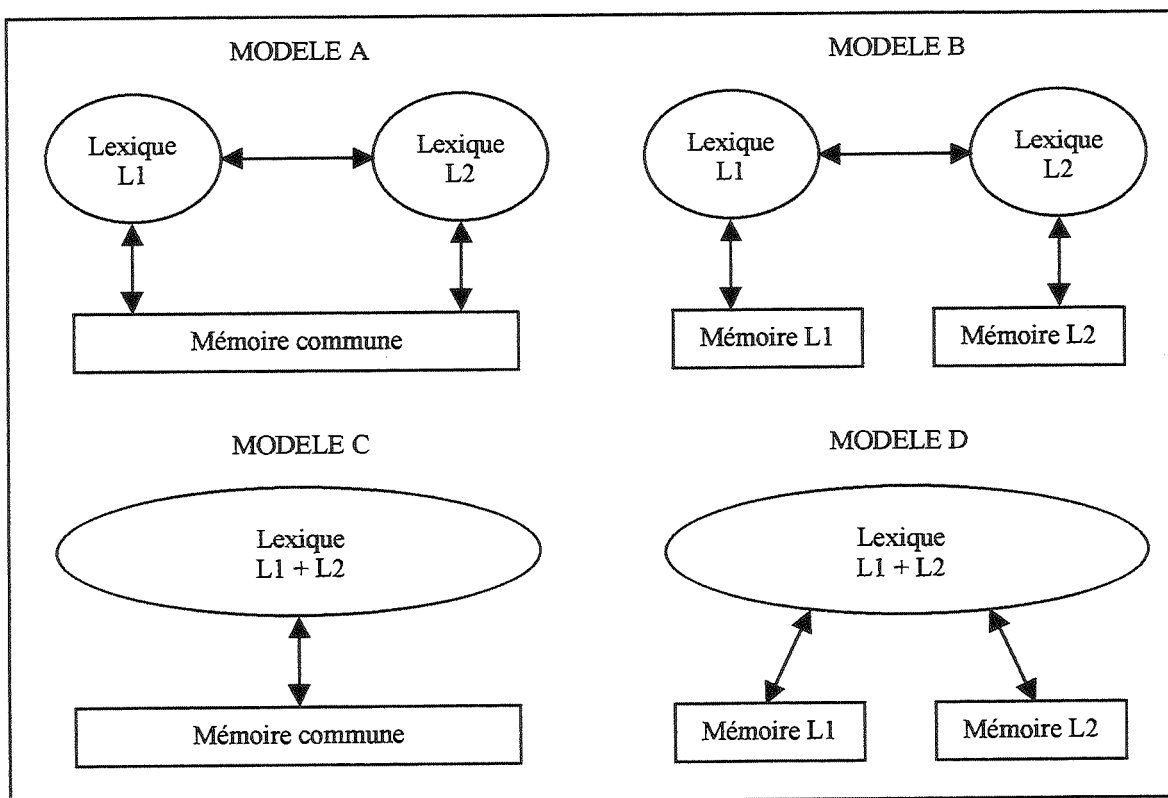 MODELE A
MODELE B
Lexique
L1
Lexique
L2
Lexique
L1
Lexique
L2
Mémoire commune
Mémoire L1
Mémoire L2
MODELE C
MODELE D
Lexique
L1 + L2
Lexique
L1 + L2
Mémoire commune
Mémoire L1
Mémoire L2